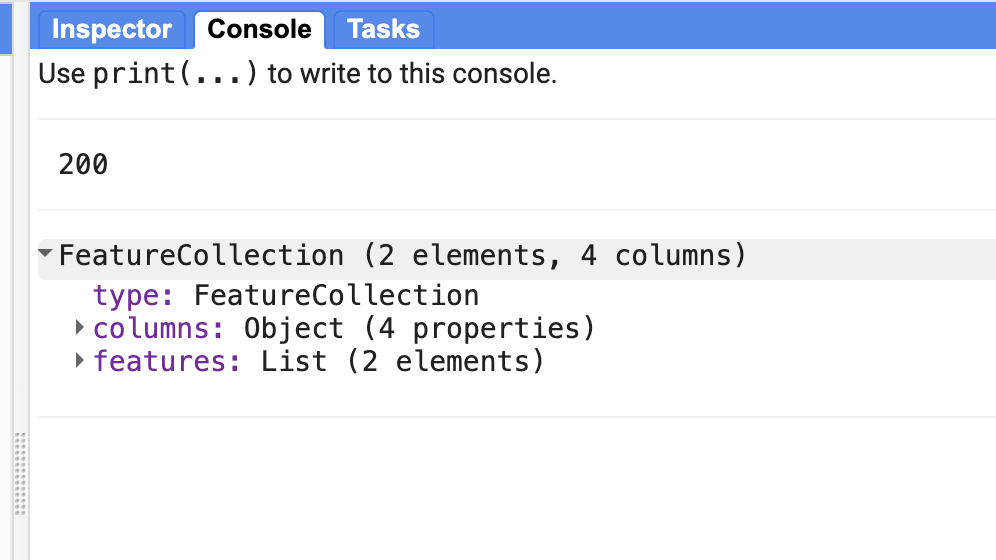 Inspector Console Tasks
Use print(...) to write to this console.
200
FeatureCollection (2 elements, 4 columns)
type: FeatureCollection
columns: Object (4 properties)
features: List (2 elements)